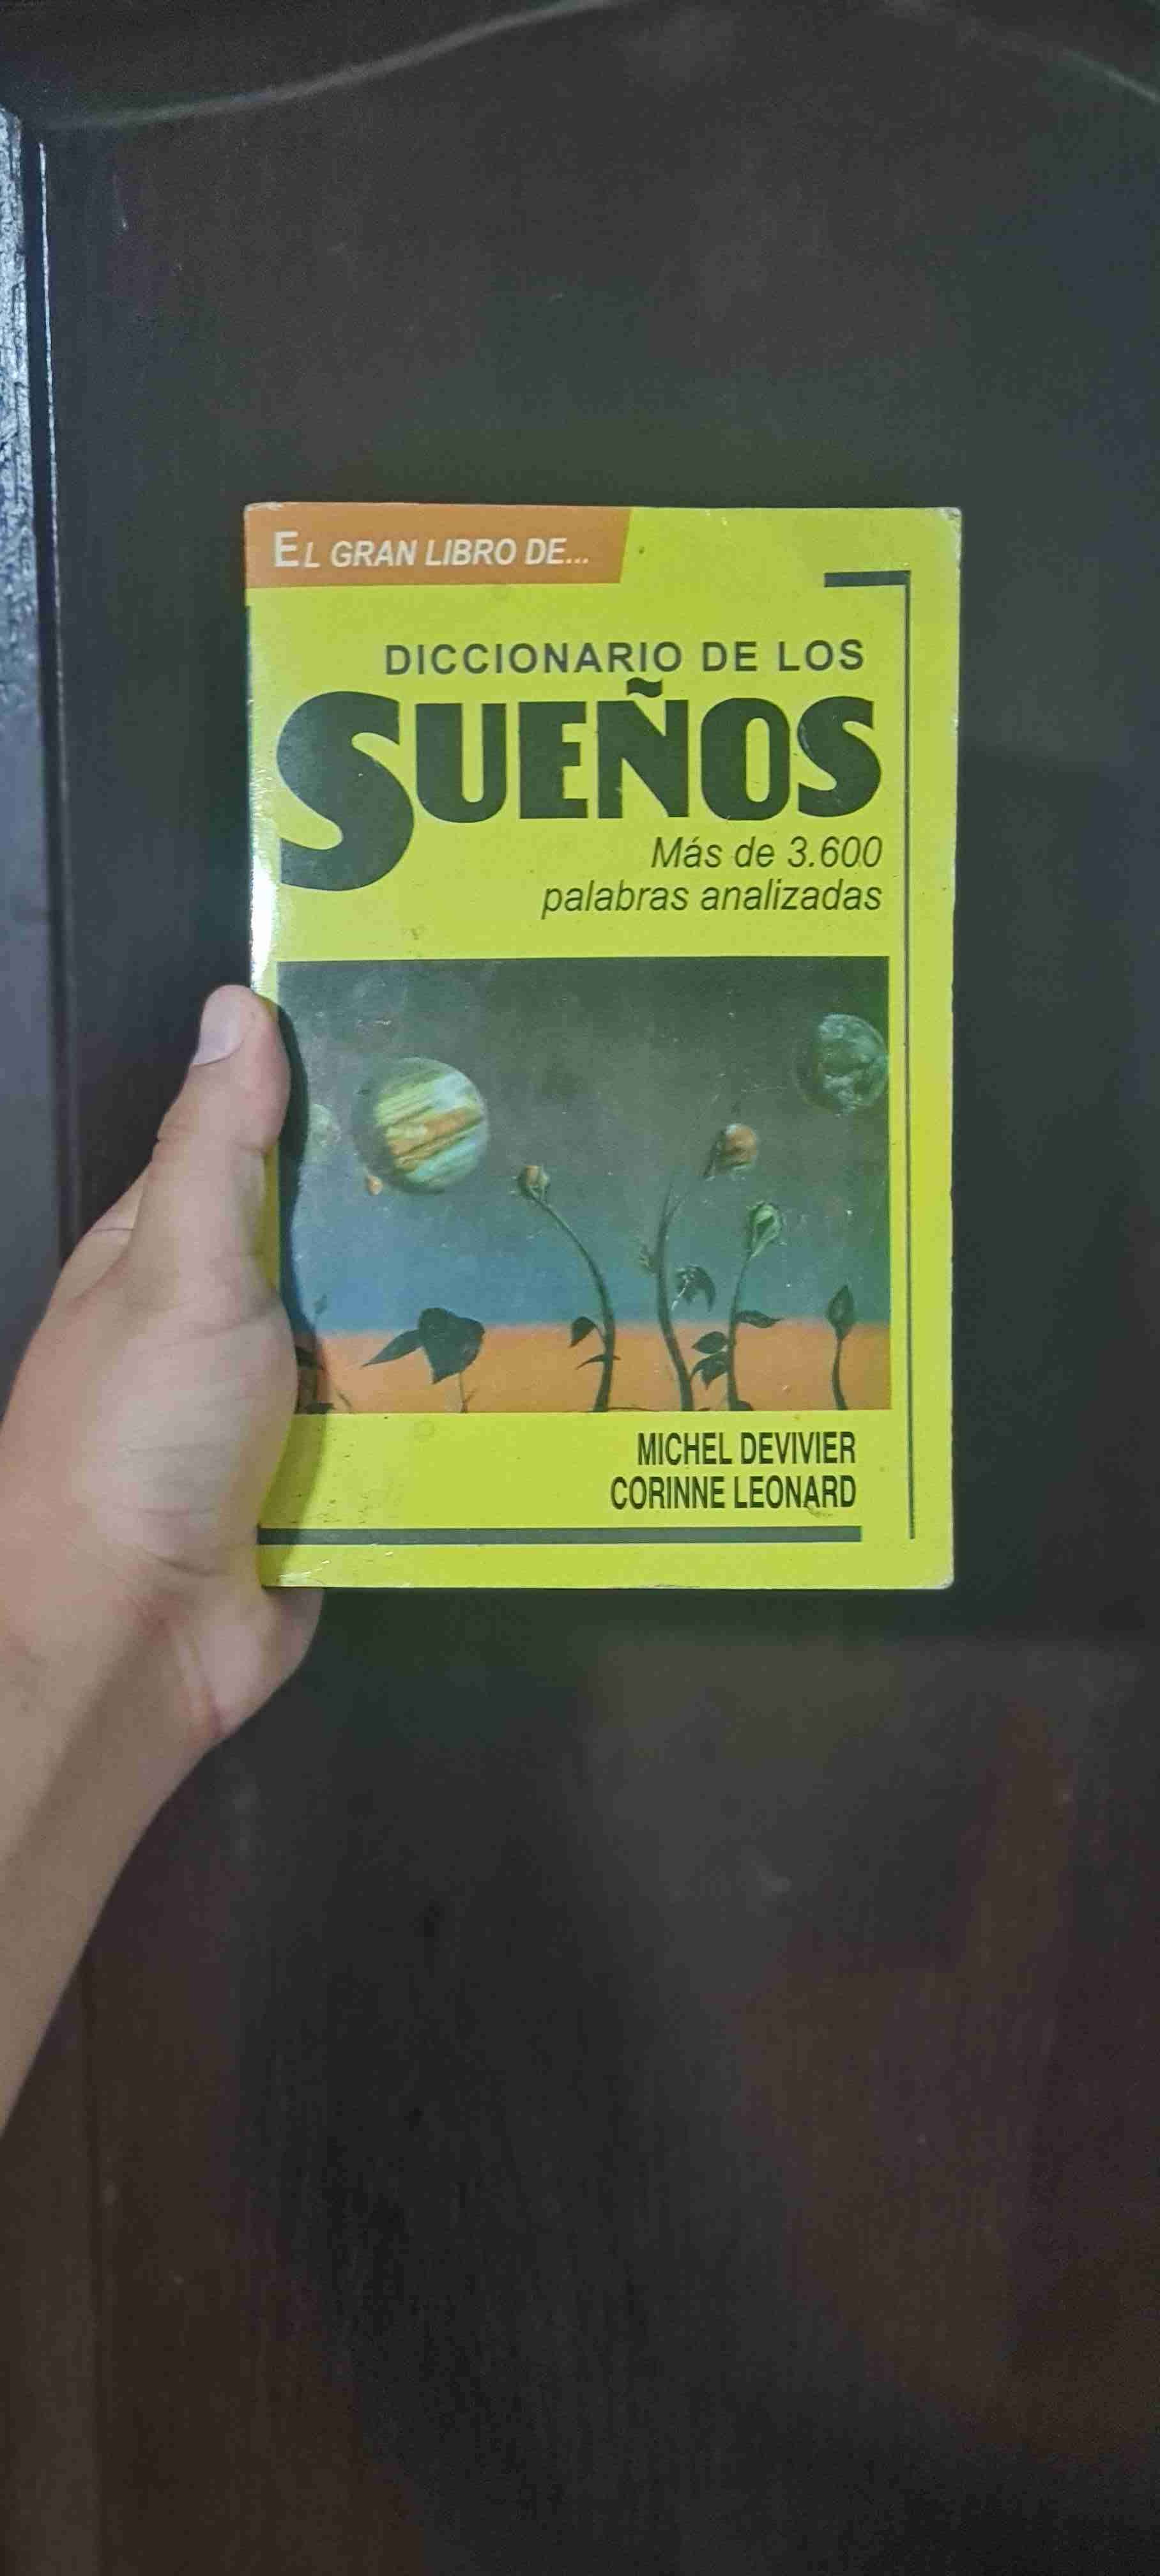 EL GRAN LIBRO DE...
DICCIONARIO DE LOS
SUEÑOS
Más de 3.600
palabras analizadas
MICHEL DEVIVIER
CORINNE LEONARD